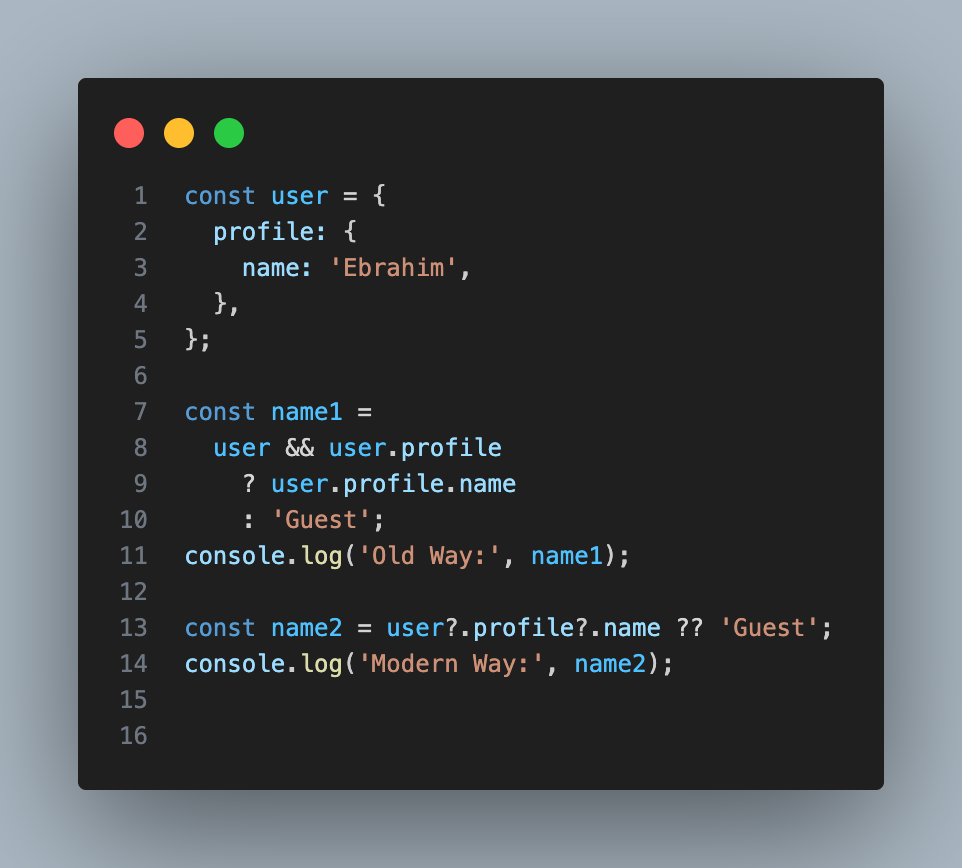 1 const user = {
2   profile: {
3     name: 'Ebrahim',
4   },
5 };
6
7 const name1 =
8   user && user.profile
9     ? user.profile.name
10     : 'Guest';
11 console.log('Old Way:', name1);
12
13 const name2 = user?.profile?.name ?? 'Guest';
14 console.log('Modern Way:', name2);
15
16